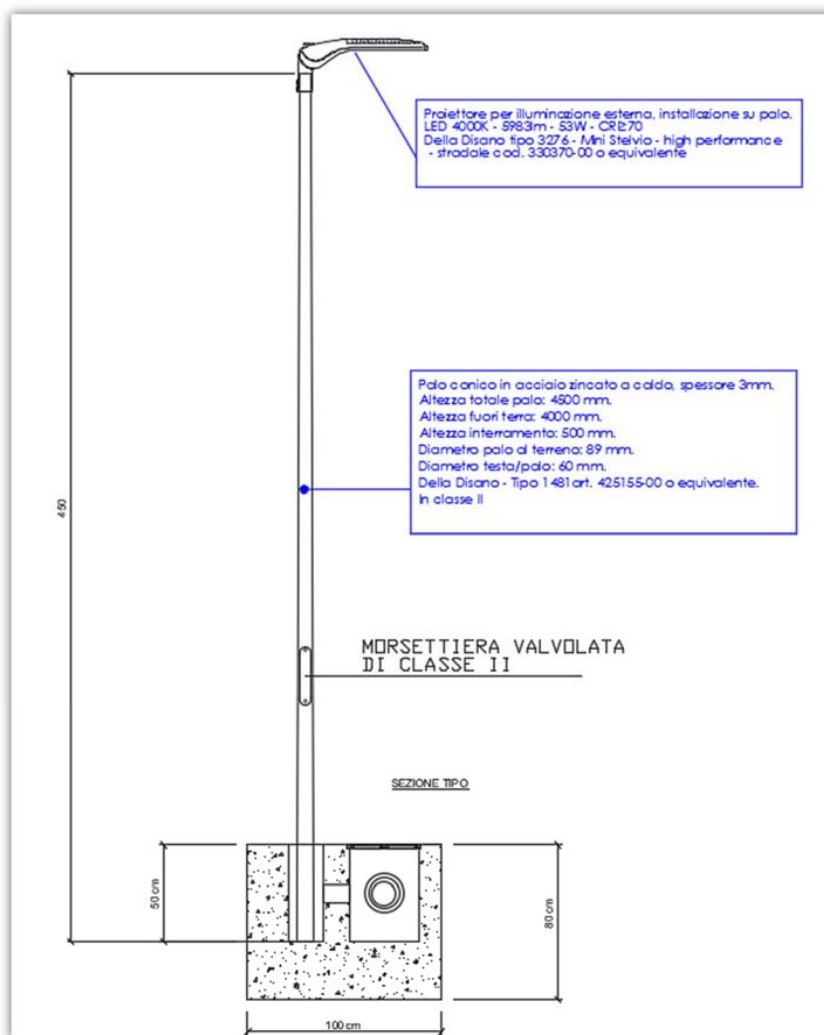 Proiettore per illuminazione esterna, installazione su palo.
LED 4000K - 5983lm - 53W - CRI≥70
Della Disano tipo 3276 - Mini Stelvio - high performance
- stradale cod. 330370-00 o equivalente
Palo conico in acciaio zincato a caldo, spessore 3mm.
Altezza totale palo: 4500 mm.
Altezza fuori terra: 4000 mm.
Altezza interramento: 500 mm.
Diametro palo al terreno: 89 mm.
Diametro testa/palo: 60 mm.
Della Disano - Tipo 1481 art. 425155-00 o equivalente.
In classe II
450
MORSETTIERA VALVOLATA
DI CLASSE II
SEZIONE TIPO
50 cm
80 cm
100 cm